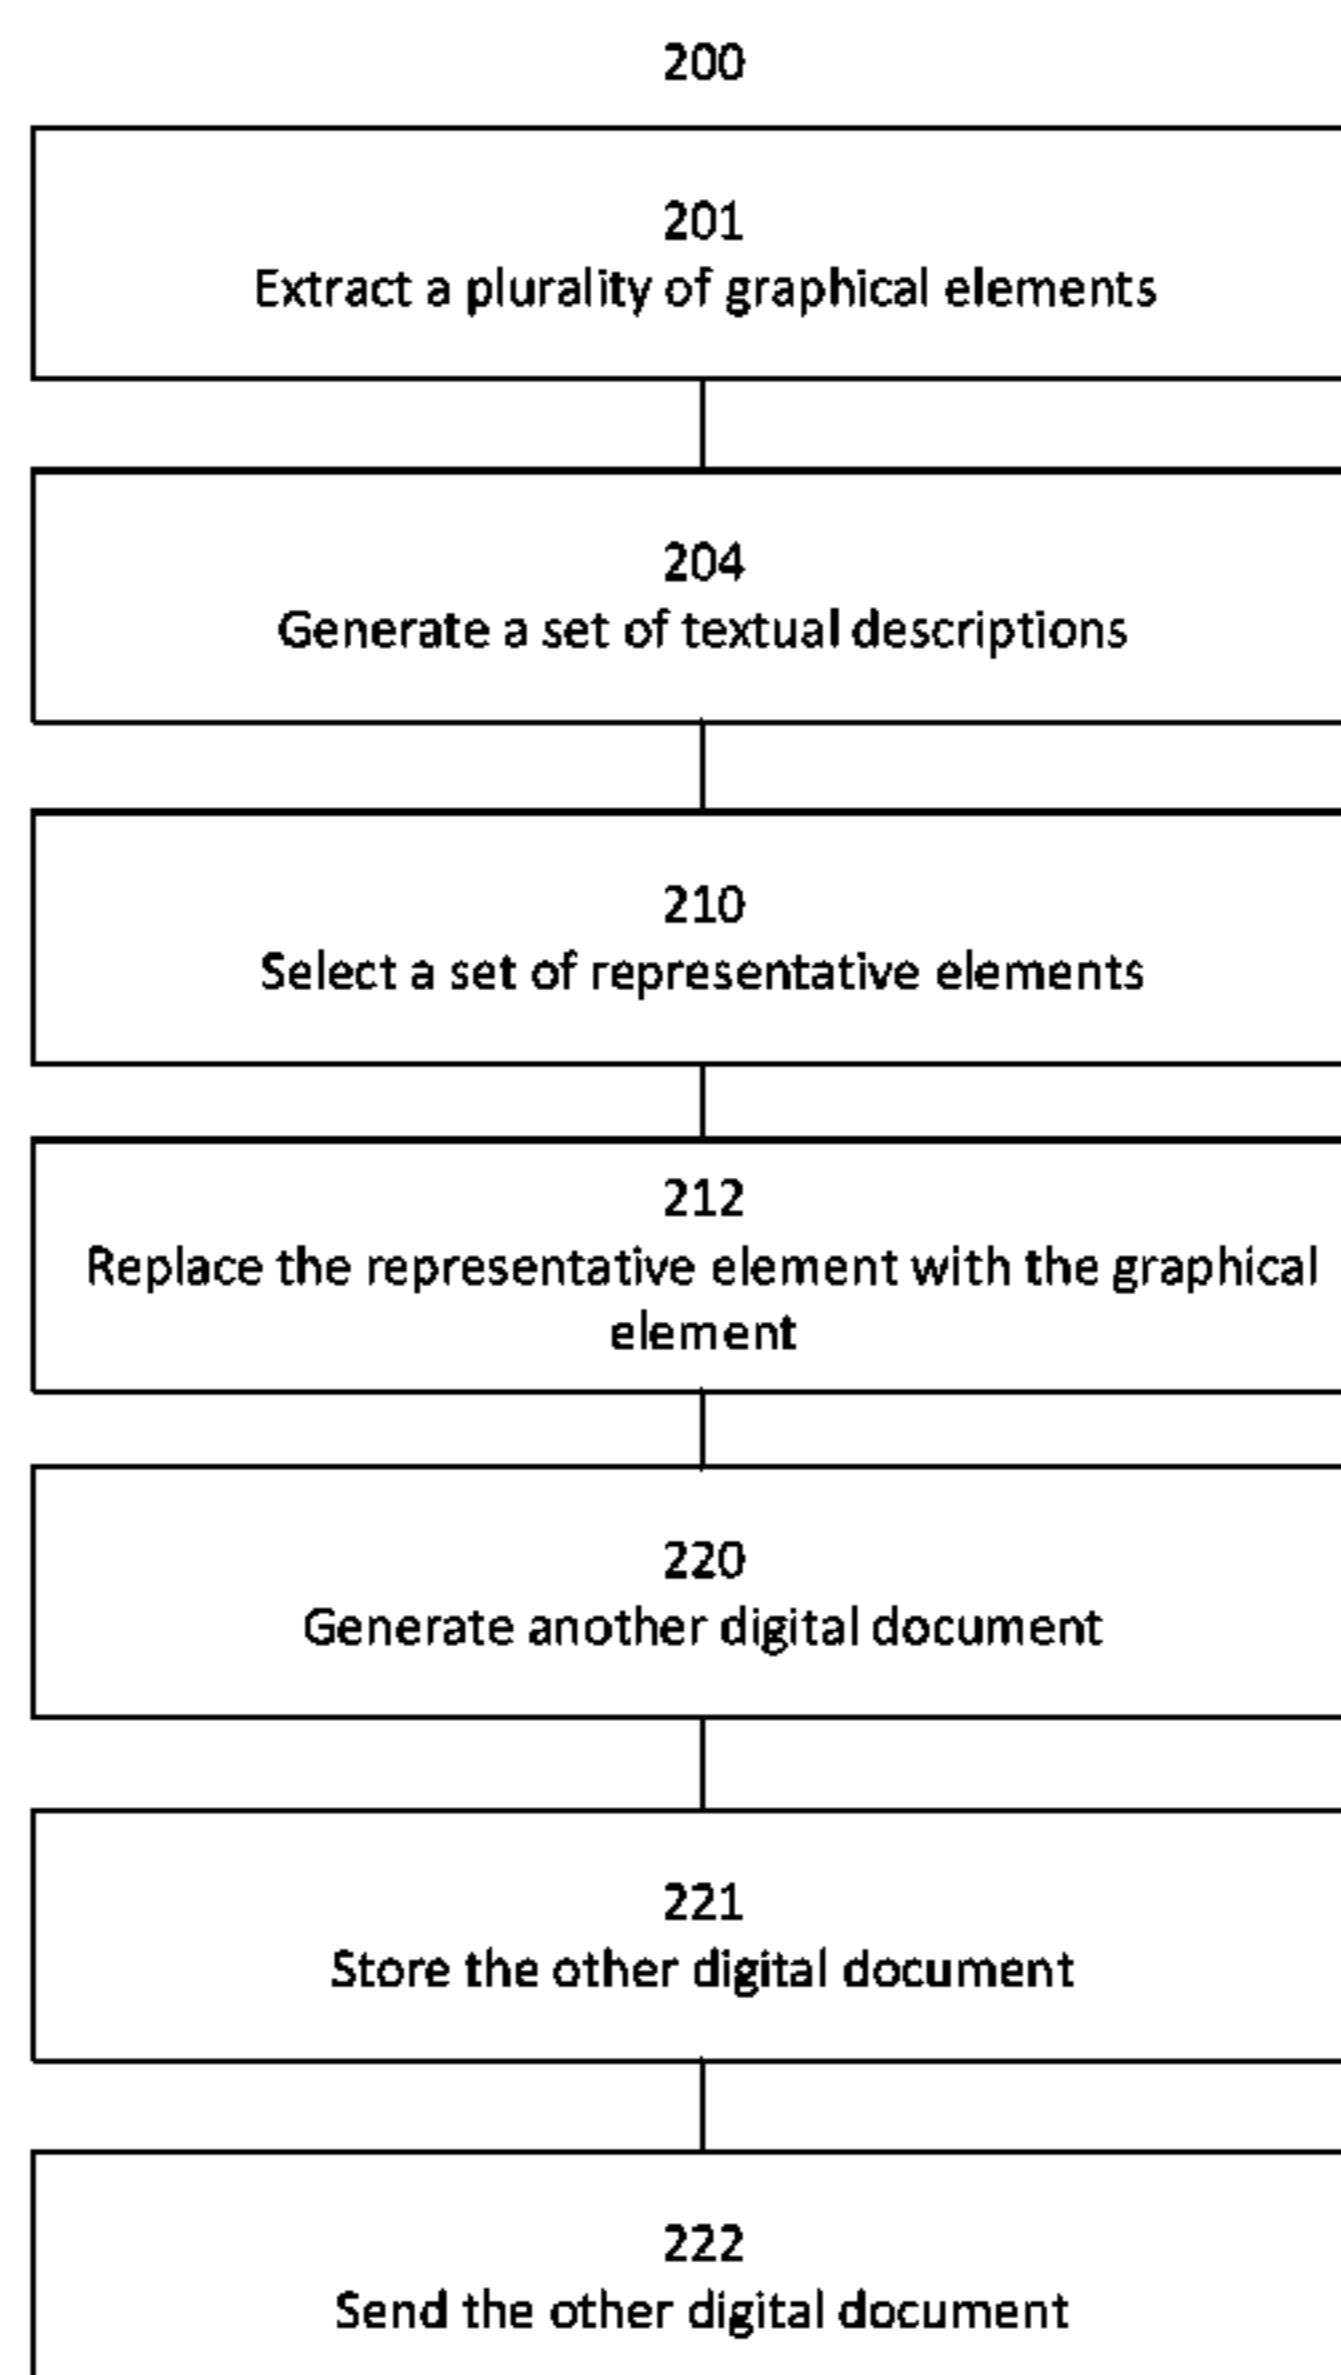 200
201
Extract a plurality of graphical elements
204
Generate a set of textual descriptions
210
Select a set of representative elements
212
Replace the representative element with the graphical
element
220
Generate another digital document
221
Store the other digital document
222
Send the other digital document